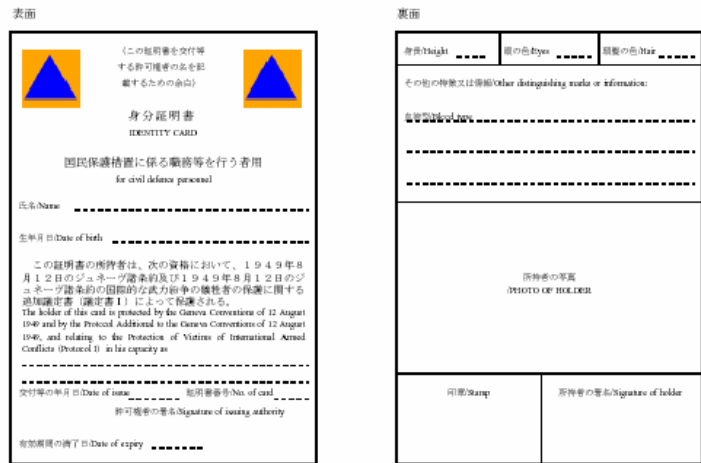 表面
(この証明書を交付等
する許可権者の名を記
載するための余白)
身分証明書
IDENTITY CARD
国民保護措置に係る職務等を行う者用
for civil defence personnel
氏名/Name
生年月日/Date of birth
この証明書の所持者は、次の資格において、1949年8
月12日のジュネーヴ諸条約及び1949年8月12日のジ
ュネーヴ諸条約の国際的な武力紛争の犠牲者の保護に関する
追加議定書(議定書I)によって保護される。
The holder of this card is protected by the Geneva Conventions of 12 August
1949 and by the Protocol Additional to the Geneva Conventions of 12 August
1949, and relating to the Protection of Victims of International Armed
Conflicts (Protocol I) in his capacity as
交付等の年月日/Date of issue 証明書番号/No. of card
許可権者の署名/Signature of issuing authority
有効期間の満了日/Date of expiry
裏面
身長/Height 眼の色/Eyes 頭髪の色/Hair
その他の特徴又は情報/Other distinguishing marks or information:
血液型/Blood type
所持者の写真
/PHOTO OF HOLDER
印章/Stamp 所持者の署名/Signature of holder